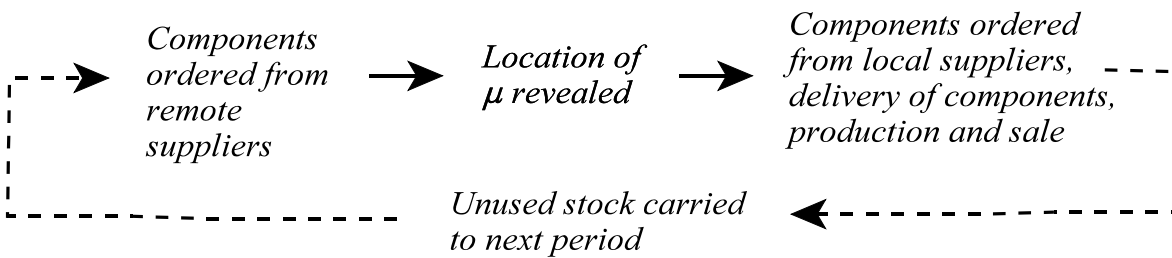 Components
ordered from
remote
suppliers
Location of
μ revealed
Components ordered
from local suppliers,
delivery of components,
production and sale
Unused stock carried
to next period